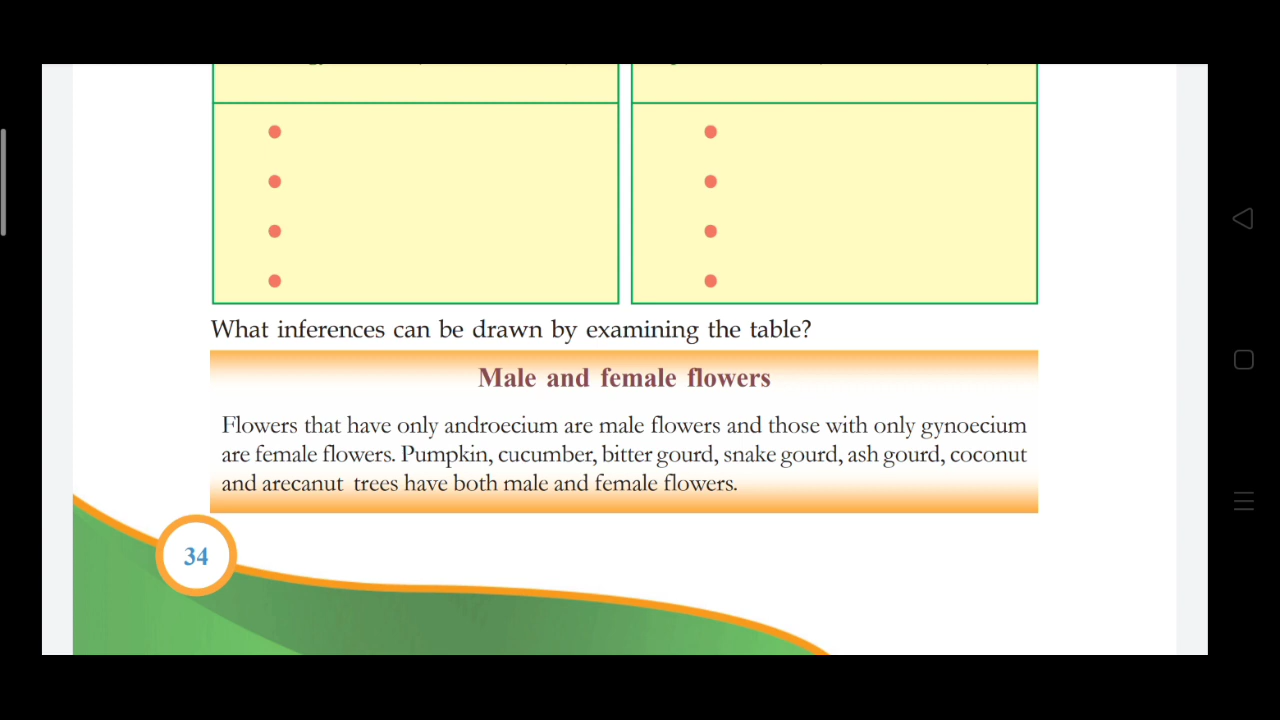 What inferences can be drawn by examining the table?
Male and female flowers
Flowers that have only androecium are male flowers and those with only gynoecium
are female flowers. Pumpkin, cucumber, bitter gourd, snake gourd, ash gourd, coconut
and arecanut trees have both male and female flowers.
34